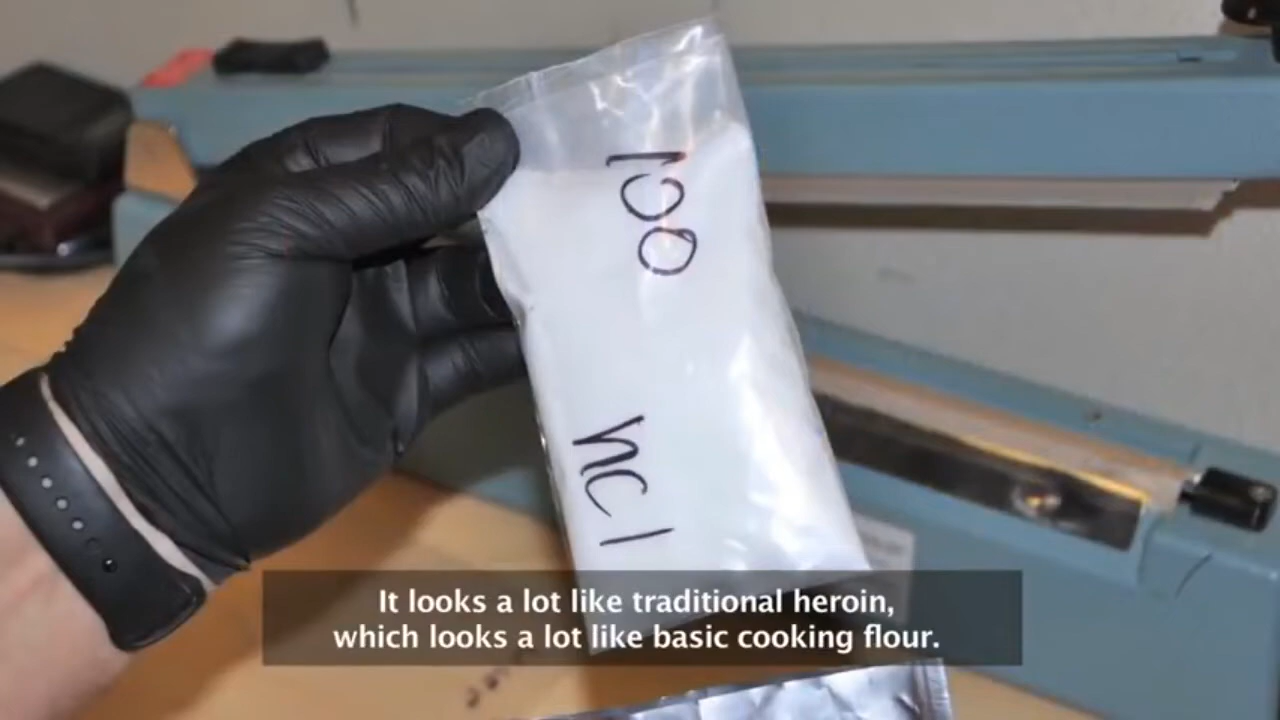 100
HCl
It looks a lot like traditional heroin,
which looks a lot like basic cooking flour.